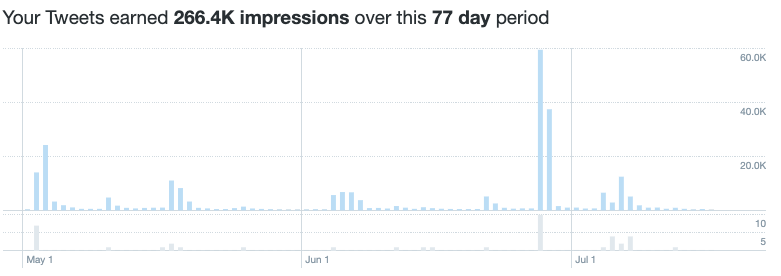 Your Tweets earned 266.4K impressions over this 77 day period
60.0K
40.0K
20.0K
10
5
May 1
Jun 1
Jul 1